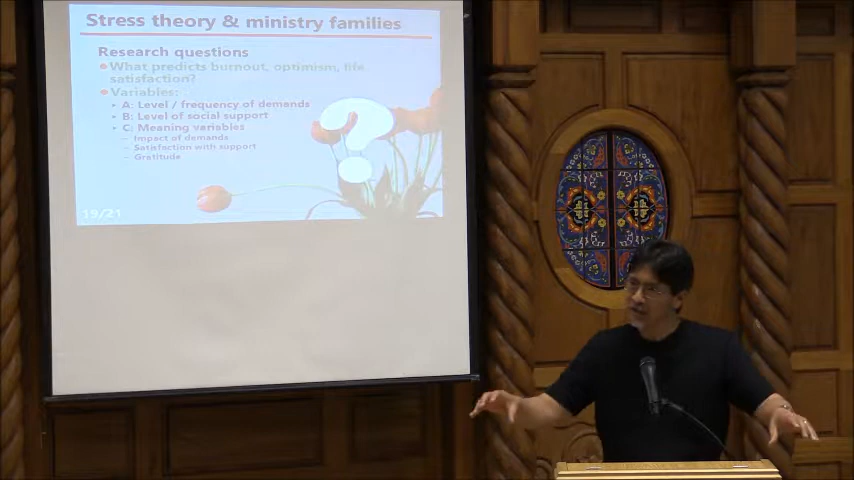 Stress theory & ministry families
Research questions
What predicts burnout, optimism, life
satisfaction?
Variables:
A: Level / frequency of demands
B: Level of social support
C: Meaning variables
Impact of demands
Satisfaction with support
Gratitude
?
19/21